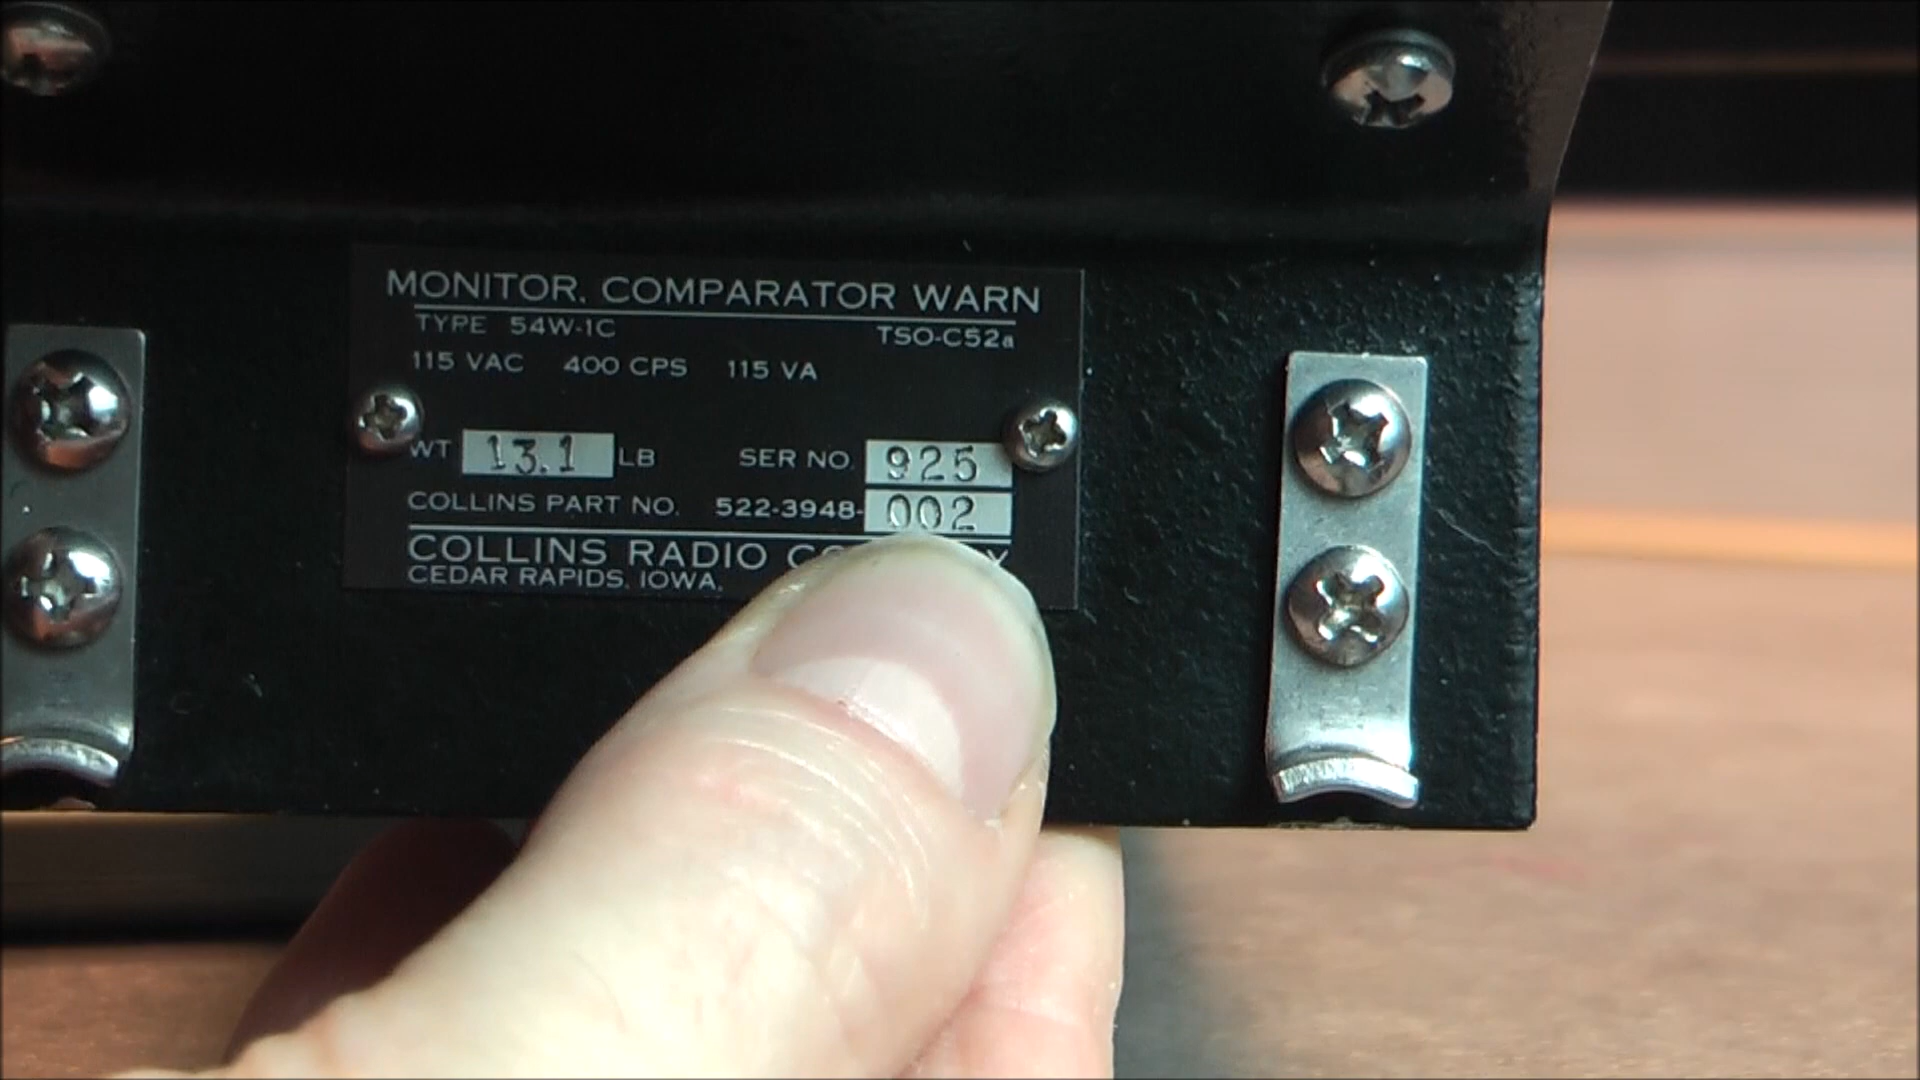 MONITOR, COMPARATOR WARN
TYPE 54W-1C TSO-C52a
115 VAC 400 CPS 115 VA
WT 13.1 LB SER NO. 925
COLLINS PART NO. 522-3948-002
COLLINS RADIO
CEDAR RAPIDS, IOWA.